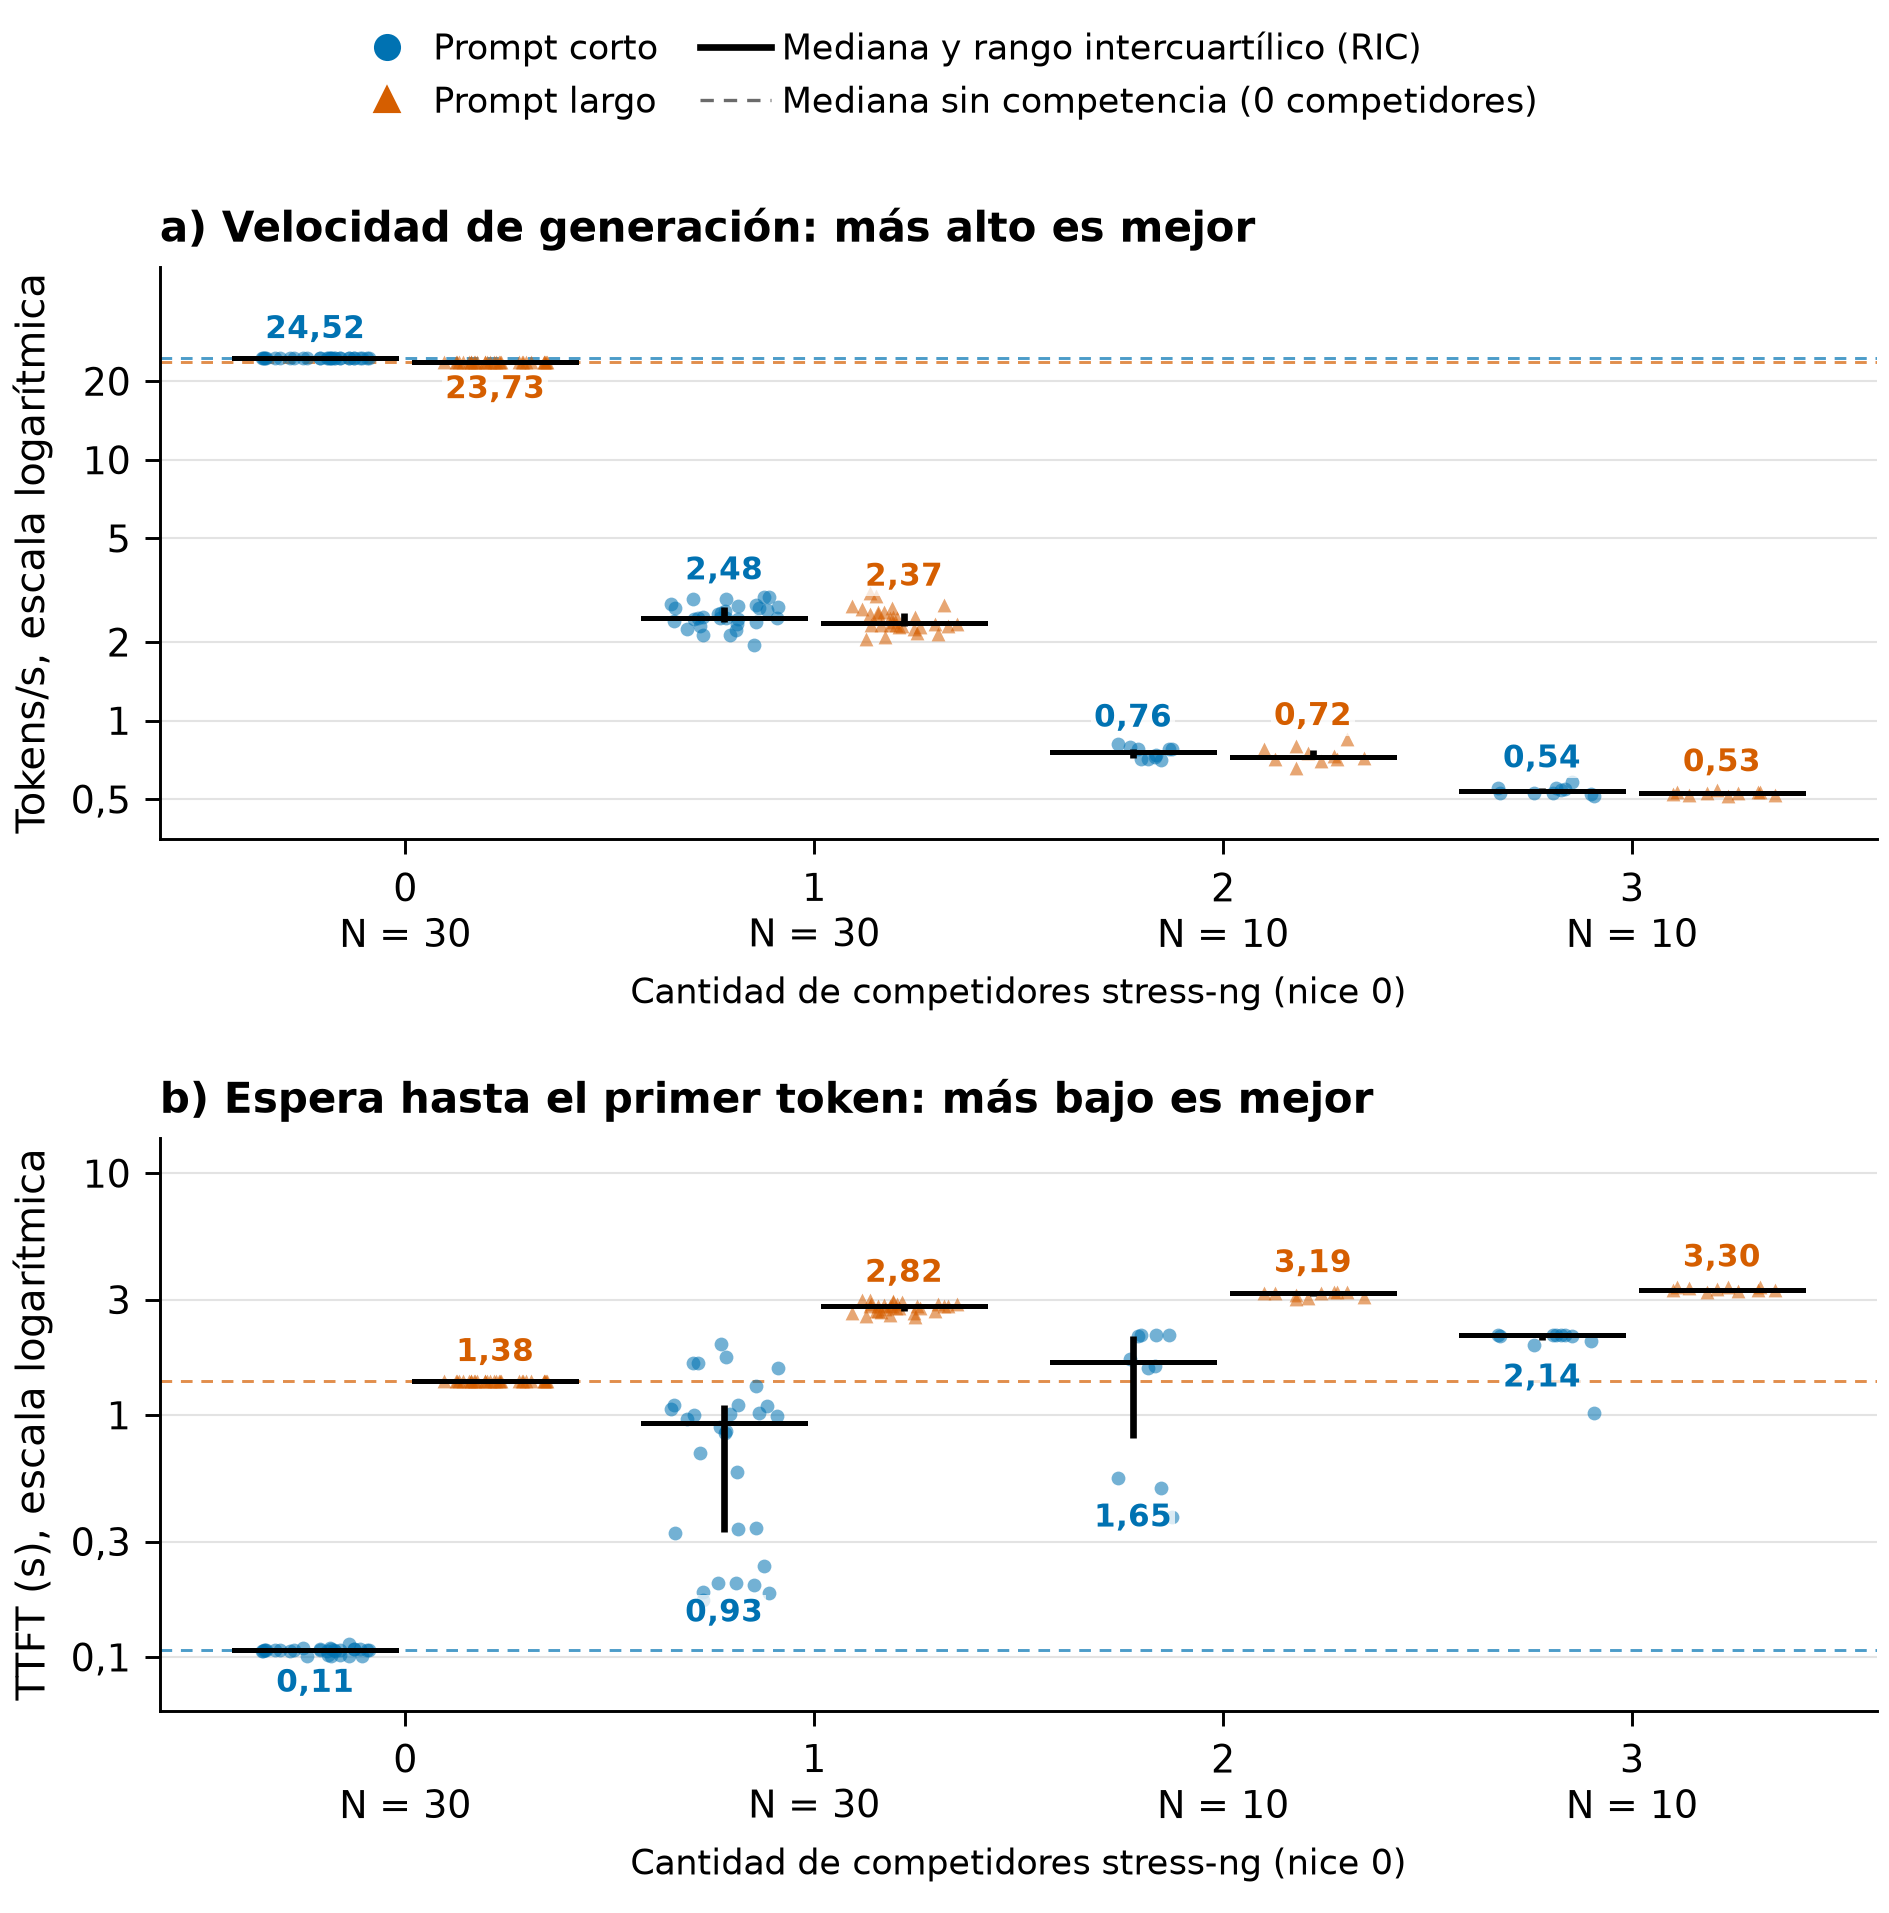 Prompt corto
Mediana y rango intercuartílico (RIC)
Prompt largo
Mediana sin competencia (0 competidores)
a) Velocidad de generación: más alto es mejor
Tokens/s, escala logarítmica
20
10
5
2
1
0,5
24,52
23,73
2,48
2,37
0,76
0,72
0,54
0,53
0
1
2
3
N = 30
N = 30
N = 10
N = 10
Cantidad de competidores stress-ng (nice 0)
b) Espera hasta el primer token: más bajo es mejor
TTFT (s), escala logarítmica
10
3
1
0,3
0,1
0,11
1,38
0,93
2,82
1,65
3,19
2,14
3,30
0
1
2
3
N = 30
N = 30
N = 10
N = 10
Cantidad de competidores stress-ng (nice 0)